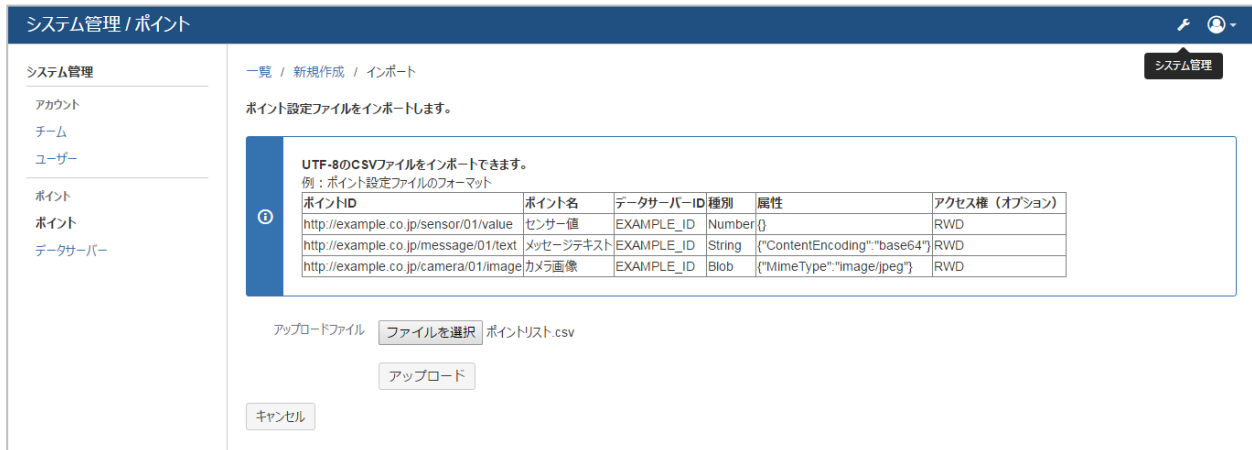 システム管理 / ポイント
システム管理
システム管理
アカウント
チーム
ユーザー
ポイント
ポイント
データサーバー
一覧 / 新規作成 / インポート
ポイント設定ファイルをインポートします。
UTF-8のCSVファイルをインポートできます。
例：ポイント設定ファイルのフォーマット
ポイントID ポイント名 データサーバーID 種別 属性 アクセス権（オプション）
http://example.co.jp/sensor/01/value センサー値 EXAMPLE_ID Number {} RWD
http://example.co.jp/message/01/text メッセージテキスト EXAMPLE_ID String {"ContentEncoding":"base64"} RWD
http://example.co.jp/camera/01/image カメラ画像 EXAMPLE_ID Blob {"MimeType":"image/jpeg"} RWD
アップロードファイル ファイルを選択 ポイントリスト.csv
アップロード
キャンセル